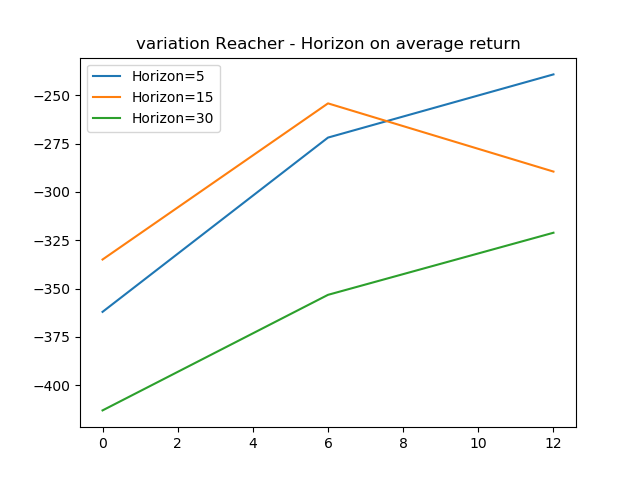 variation Reacher - Horizon on average return
Horizon=5
Horizon=15
Horizon=30
−250
−275
−300
−325
−350
−375
−400
0 2 4 6 8 10 12